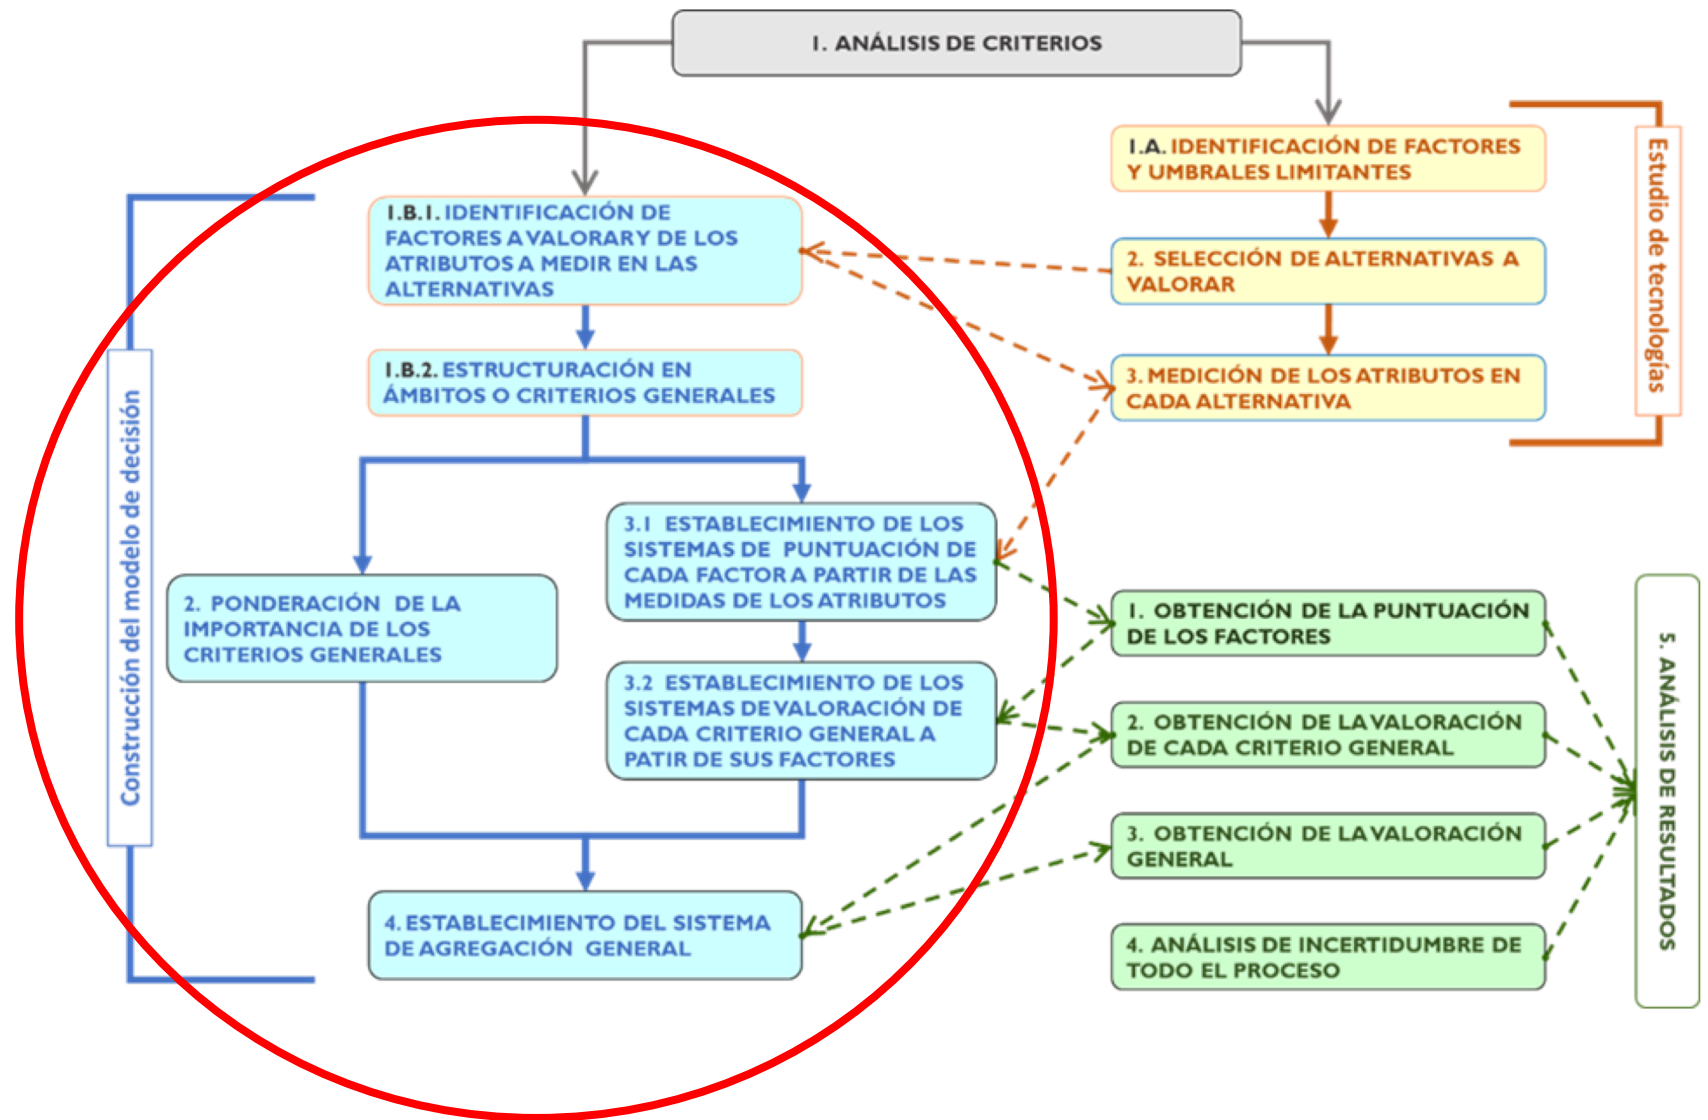 1. ANÁLISIS DE CRITERIOS
1.A. IDENTIFICACIÓN DE FACTORES
Y UMBRALES LIMITANTES
2. SELECCIÓN DE ALTERNATIVAS A
VALORAR
3. MEDICIÓN DE LOS ATRIBUTOS EN
CADA ALTERNATIVA
Estudio de tecnologías
1.B.1. IDENTIFICACIÓN DE
FACTORES A VALORAR Y DE LOS
ATRIBUTOS A MEDIR EN LAS
ALTERNATIVAS
1.B.2. ESTRUCTURACIÓN EN
ÁMBITOS O CRITERIOS GENERALES
Construcción del modelo de decisión
2. PONDERACIÓN DE LA
IMPORTANCIA DE LOS
CRITERIOS GENERALES
3.1 ESTABLECIMIENTO DE LOS
SISTEMAS DE PUNTUACIÓN DE
CADA FACTOR A PARTIR DE LAS
MEDIDAS DE LOS ATRIBUTOS
3.2 ESTABLECIMIENTO DE LOS
SISTEMAS DE VALORACIÓN DE
CADA CRITERIO GENERAL A
PATIR DE SUS FACTORES
4. ESTABLECIMIENTO DEL SISTEMA
DE AGREGACIÓN GENERAL
1. OBTENCIÓN DE LA PUNTUACIÓN
DE LOS FACTORES
2. OBTENCIÓN DE LA VALORACIÓN
DE CADA CRITERIO GENERAL
3. OBTENCIÓN DE LA VALORACIÓN
GENERAL
4. ANÁLISIS DE INCERTIDUMBRE DE
TODO EL PROCESO
5. ANÁLISIS DE RESULTADOS